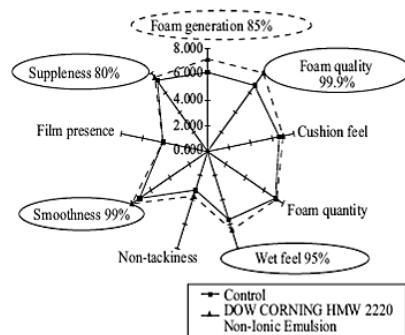 Foam generation 85%
8.000
6.000
4.000
2.000
0.000
Suppleness 80%
Foam quality
99.9%
Film presence
Cushion feel
Smoothness 99%
Foam quantity
Non-tackiness
Wet feel 95%
Control
DOW CORNING HMW 2220
Non-Ionic Emulsion